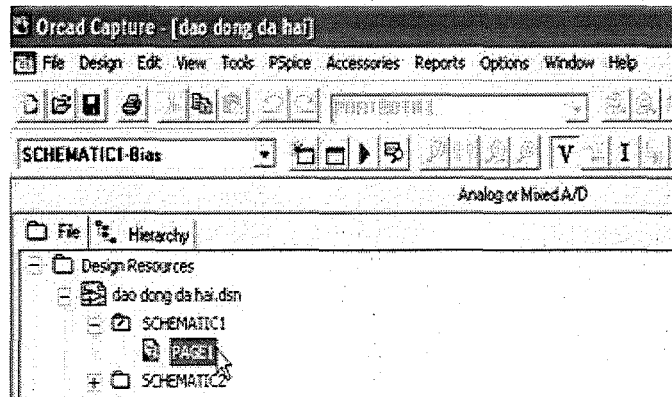 Orcad Capture - [dao dong da hai]
File Design Edit View Tools PSpice Accessories Reports Options Window Help
SCHEMATIC1-Bias V I
Analog or Mixed A/D
File Hierarchy
Design Resources
dao dong da hai.dsn
SCHEMATIC1
PAGE1
SCHEMATIC2